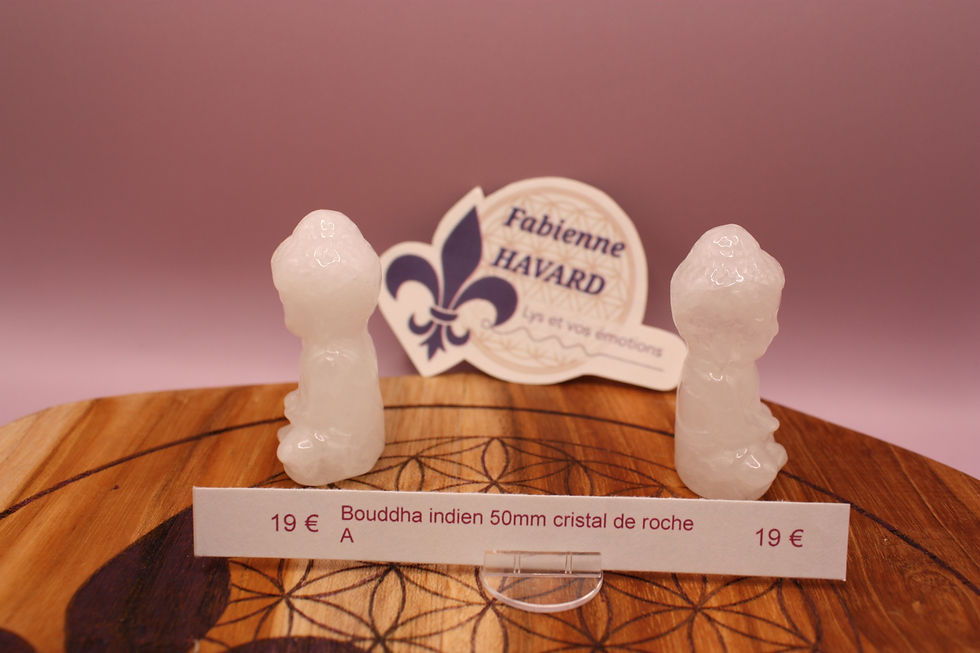 Fabienne
HAVARD
Lys et vos émotions
19 € Bouddha indien 50mm cristal de roche 19 €
A